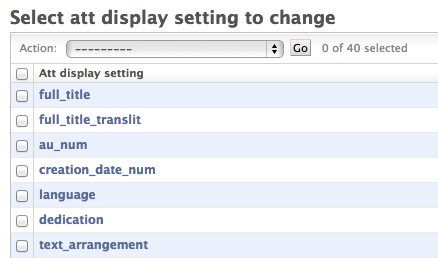 Select att display setting to change
Action: --------- Go 0 of 40 selected
Att display setting
full_title
full_title_translit
au_num
creation_date_num
language
dedication
text_arrangement